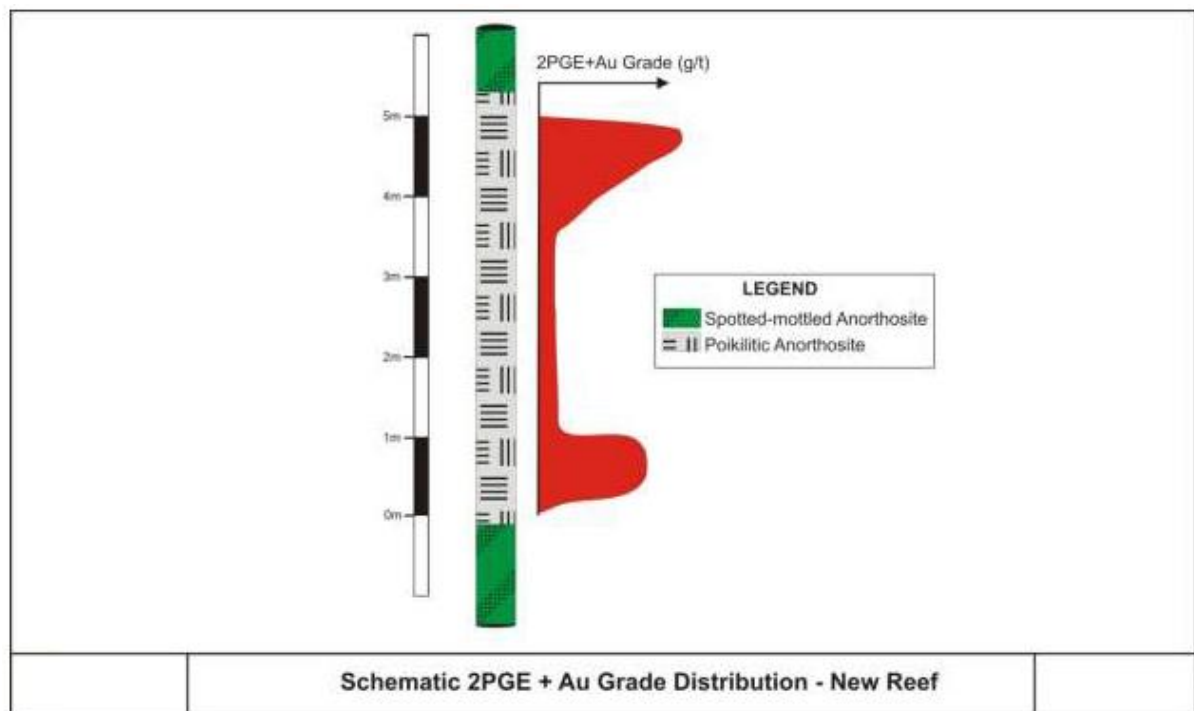 2PGE+Au Grade (g/t)
5m
4m
3m
2m
1m
0m
LEGEND
Spotted-mottled Anorthosite
Poikilitic Anorthosite
Schematic 2PGE + Au Grade Distribution - New Reef